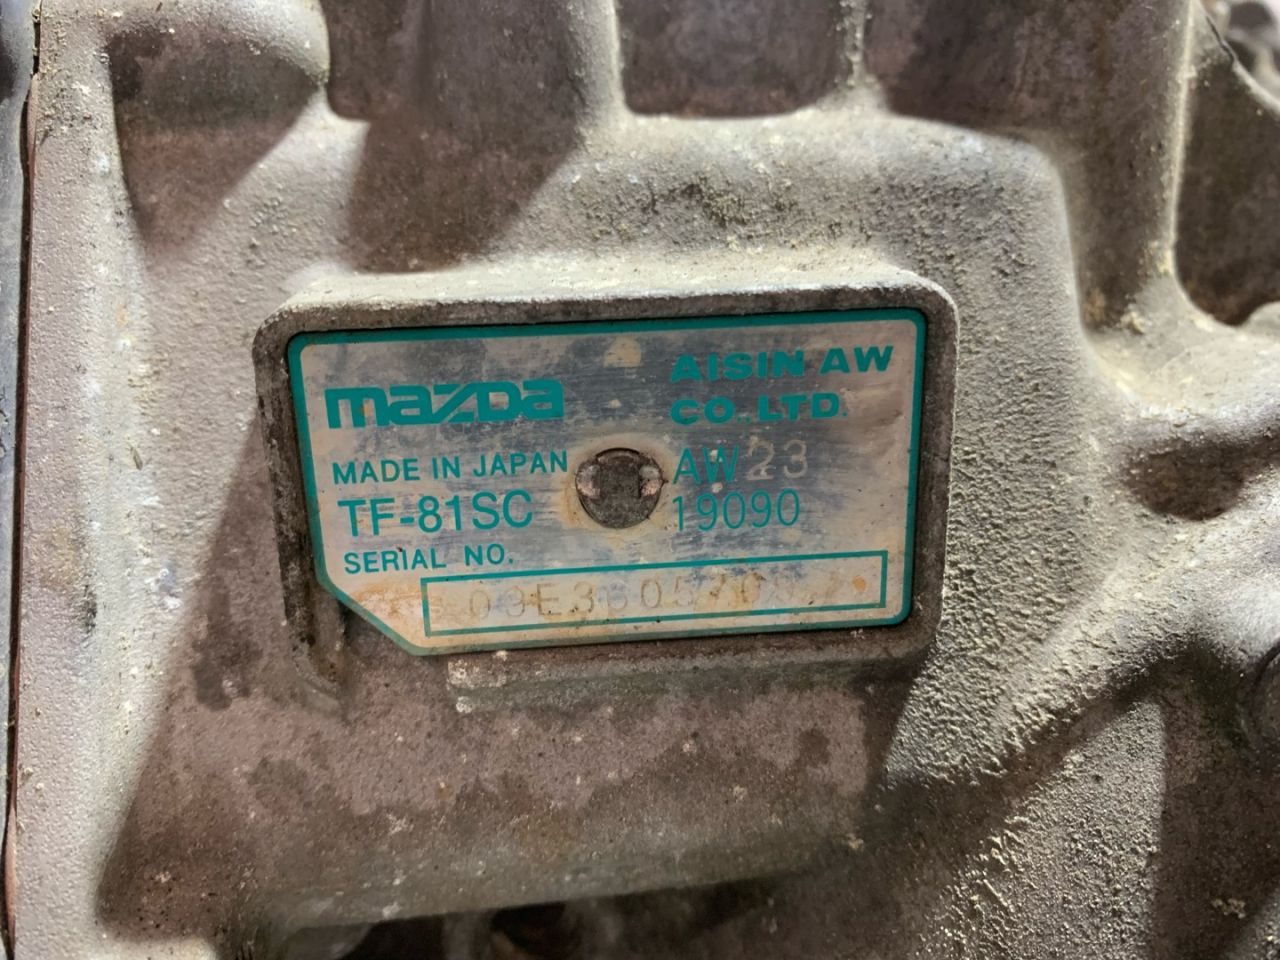 mazda
AISIN AW
CO.,LTD.
MADE IN JAPAN
AW23
TF-81SC
19090
SERIAL NO.